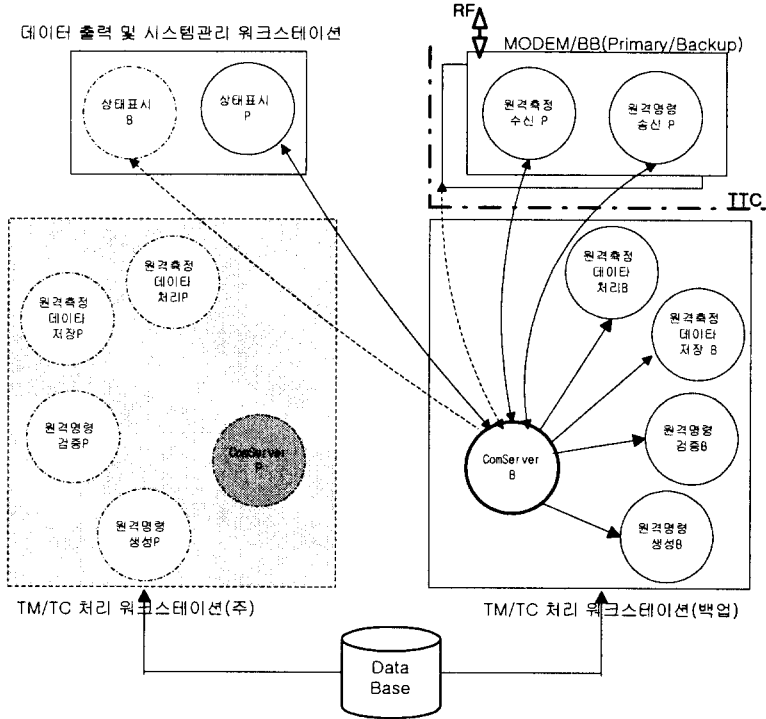 RF
데이터 출력 및 시스템관리 워크스테이션
MODEM/BB(Primary/Backup)
상태표시
B
상태표시
P
원격측정
수신 P
원격명령
송신 P
TTC
원격측정
데이타
처리P
원격측정
데이타
저장P
원격명령
검증P
ComServer
P
원격명령
생성P
원격측정
데이타
처리B
원격측정
데이타
저장 B
원격명령
검증B
ComServer
B
원격명령
생성B
TM/TC 처리 워크스테이션(주)
TM/TC 처리 워크스테이션(백업)
Data
Base